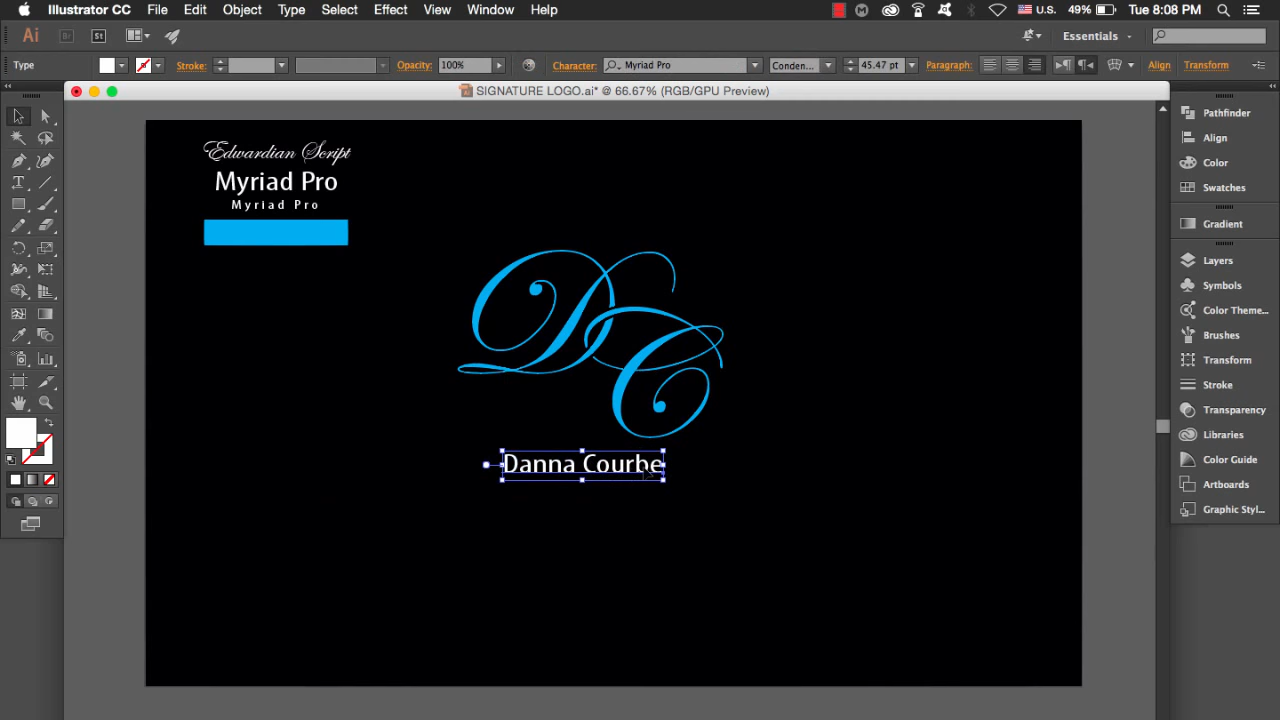 Illustrator CC File Edit Object Type Select Effect View Window Help U.S. 49% Tue 8:08 PM
Ai Br St Essentials
Type Stroke: Opacity: 100% Character: Myriad Pro Conden... 45.47 pt Paragraph: Align Transform
SIGNATURE LOGO.ai* @ 66.67% (RGB/GPU Preview)
Edwardian Script
Myriad Pro
Myriad Pro
DC
Danna Courbe
Pathfinder
Align
Color
Swatches
Gradient
Layers
Symbols
Color Theme...
Brushes
Transform
Stroke
Transparency
Libraries
Color Guide
Artboards
Graphic Styl...